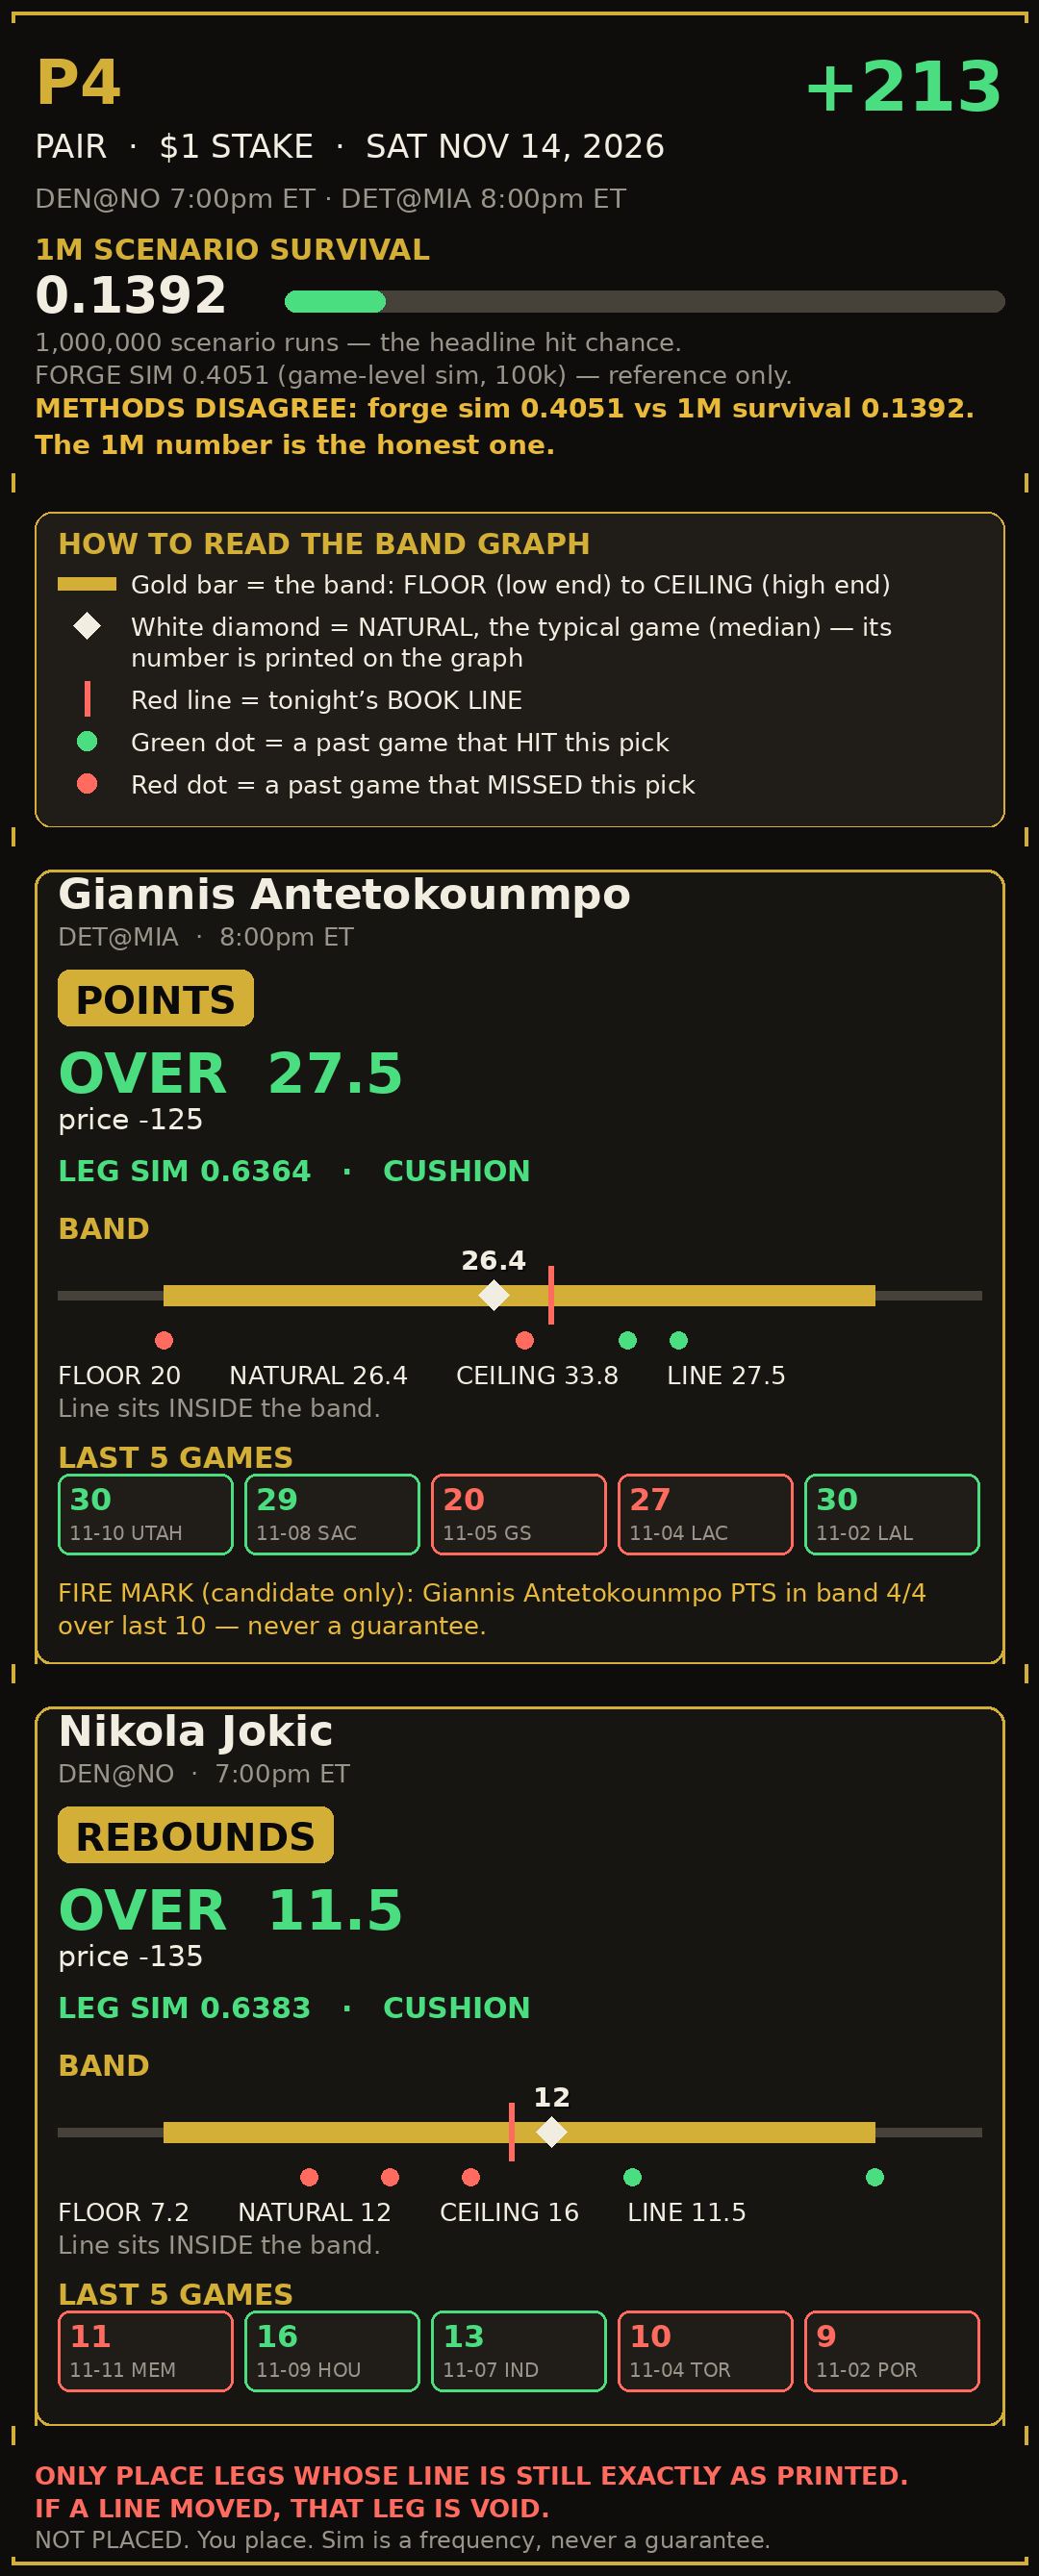 P4
+213
PAIR · $1 STAKE · SAT NOV 14, 2026
DEN@NO 7:00pm ET · DET@MIA 8:00pm ET
1M SCENARIO SURVIVAL
0.1392
1,000,000 scenario runs — the headline hit chance.
FORGE SIM 0.4051 (game-level sim, 100k) — reference only.
METHODS DISAGREE: forge sim 0.4051 vs 1M survival 0.1392.
The 1M number is the honest one.
HOW TO READ THE BAND GRAPH
Gold bar = the band: FLOOR (low end) to CEILING (high end)
White diamond = NATURAL, the typical game (median) — its
number is printed on the graph
Red line = tonight’s BOOK LINE
Green dot = a past game that HIT this pick
Red dot = a past game that MISSED this pick
Giannis Antetokounmpo
DET@MIA · 8:00pm ET
POINTS
OVER 27.5
price -125
LEG SIM 0.6364 · CUSHION
BAND
26.4
FLOOR 20 NATURAL 26.4 CEILING 33.8 LINE 27.5
Line sits INSIDE the band.
LAST 5 GAMES
30 29 20 27 30
11-10 UTAH 11-08 SAC 11-05 GS 11-04 LAC 11-02 LAL
FIRE MARK (candidate only): Giannis Antetokounmpo PTS in band 4/4
over last 10 — never a guarantee.
Nikola Jokic
DEN@NO · 7:00pm ET
REBOUNDS
OVER 11.5
price -135
LEG SIM 0.6383 · CUSHION
BAND
12
FLOOR 7.2 NATURAL 12 CEILING 16 LINE 11.5
Line sits INSIDE the band.
LAST 5 GAMES
11 16 13 10 9
11-11 MEM 11-09 HOU 11-07 IND 11-04 TOR 11-02 POR
ONLY PLACE LEGS WHOSE LINE IS STILL EXACTLY AS PRINTED.
IF A LINE MOVED, THAT LEG IS VOID.
NOT PLACED. You place. Sim is a frequency, never a guarantee.